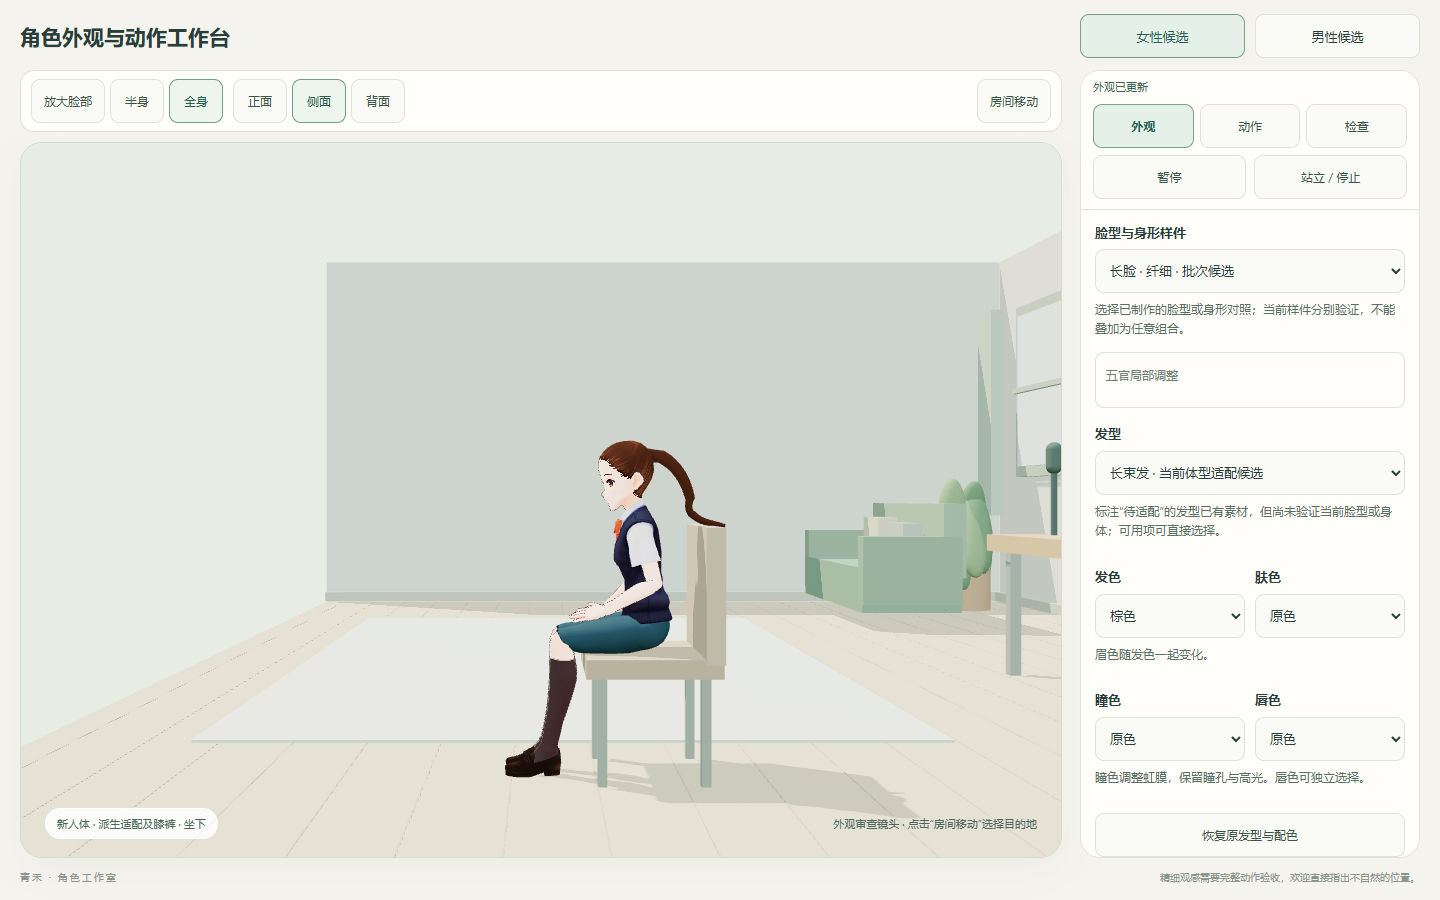 角色外观与动作工作台
女性候选
男性候选
放大脸部
半身
全身
正面
侧面
背面
房间移动
外观已更新
外观
动作
检查
暂停
站立 / 停止
脸型与身形样件
长脸 · 纤细 · 批次候选
选择已制作的脸型或身形对照；当前样件分别验证，不能
叠加为任意组合。
五官局部调整
发型
长束发 · 当前体型适配候选
标注“待适配”的发型已有素材，但尚未验证当前脸型或身
体；可用项可直接选择。
发色
肤色
棕色
原色
眉色随发色一起变化。
瞳色
唇色
原色
原色
瞳色调整虹膜，保留瞳孔与高光。唇色可独立选择。
恢复原发型与配色
新人体 · 派生适配及膝裤 · 坐下
外观审查镜头 · 点击“房间移动”选择目的地
青禾 · 角色工作室
精细观感需要完整动作验收，欢迎直接指出不自然的位置。